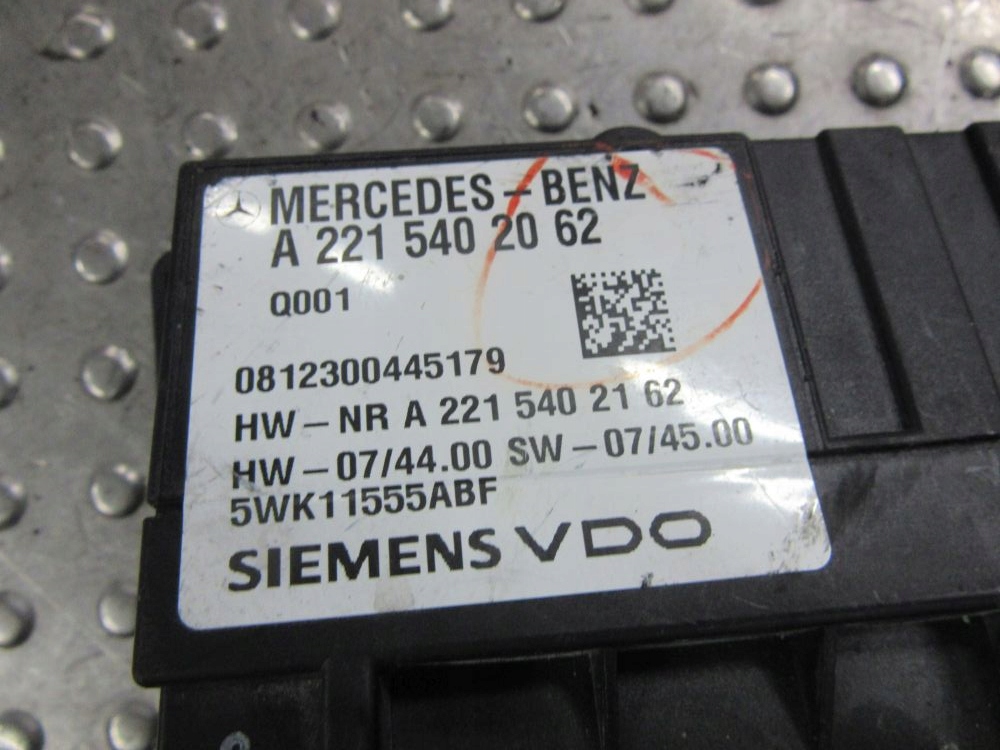 MERCEDES-BENZ
A 221 540 20 62
Q001
0812300445179
HW-NR A 221 540 21 62
HW-07/44.00 SW-07/45.00
5WK11555ABF
SIEMENS VDO